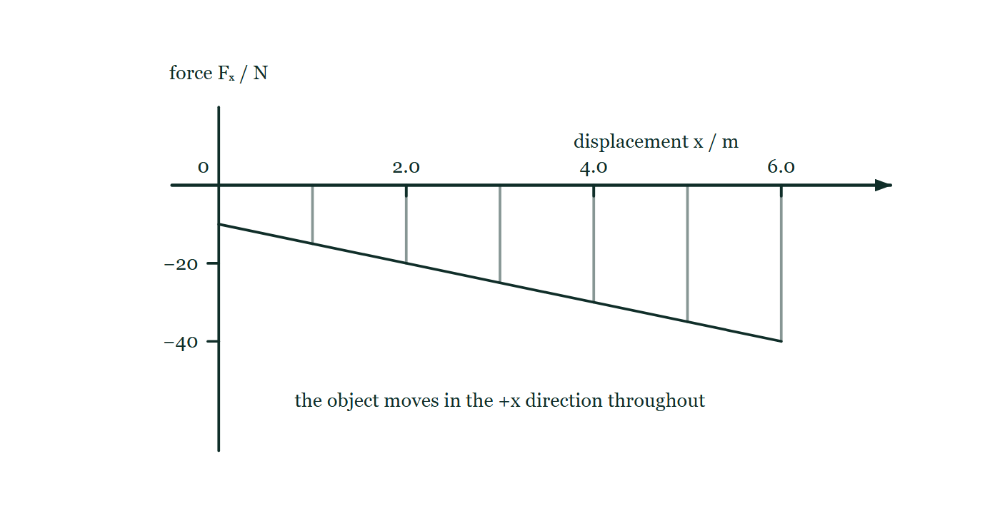 force Fₓ / N
displacement x / m
0
2.0
4.0
6.0
−20
−40
the object moves in the +x direction throughout